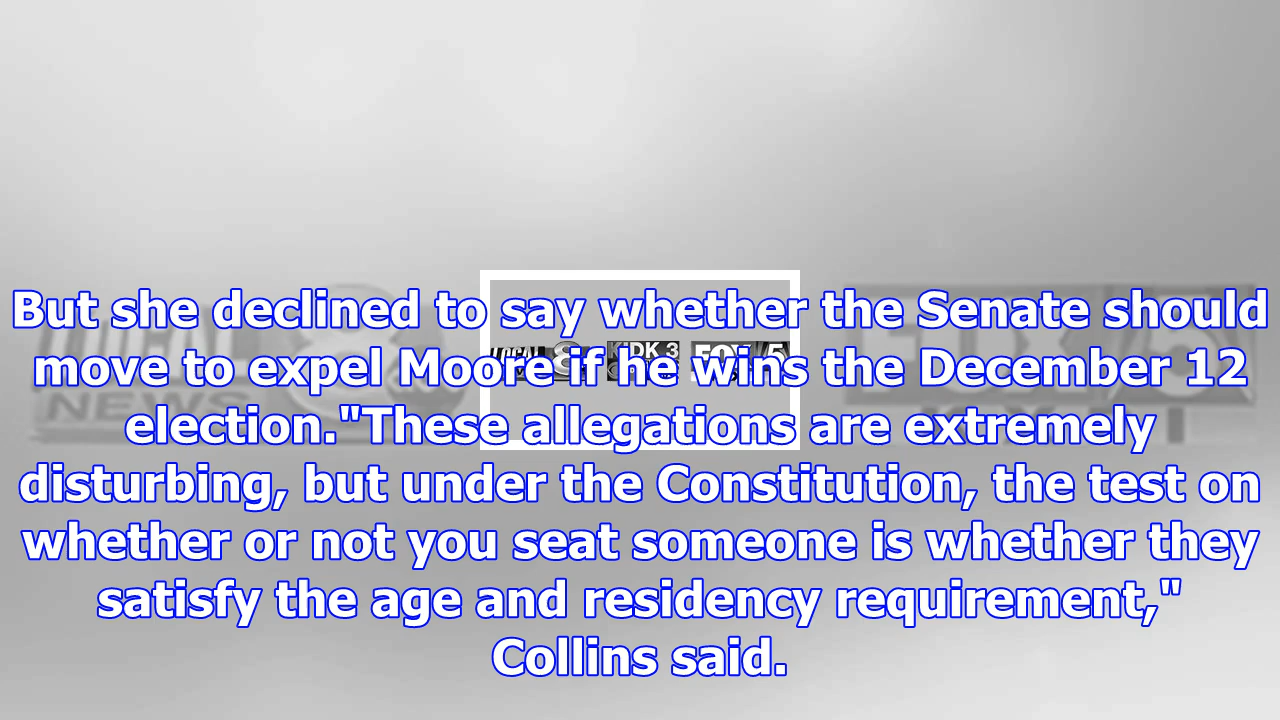 But she declined to say whether the Senate should
move to expel Moore if he wins the December 12
election."These allegations are extremely
disturbing, but under the Constitution, the test on
whether or not you seat someone is whether they
satisfy the age and residency requirement,"
Collins said.